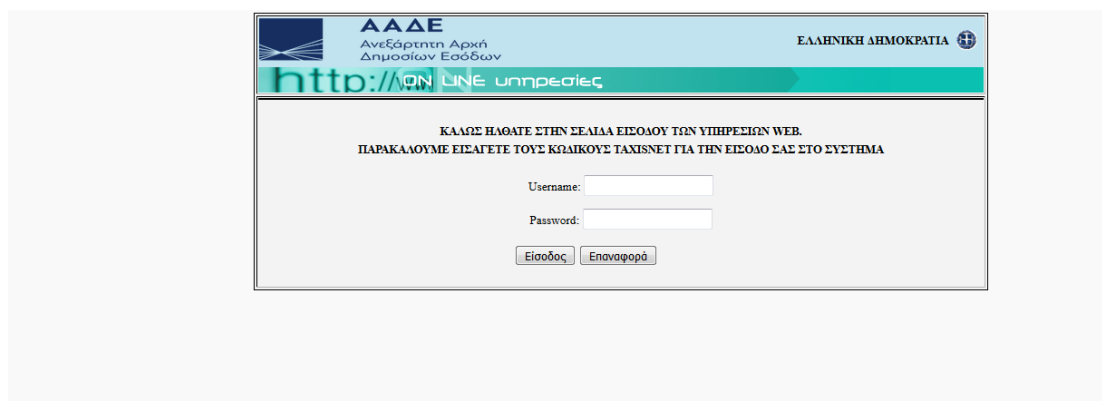 ΑΑΔΕ
Ανεξάρτητη Αρχή
Δημοσίων Εσόδων
ΕΛΛΗΝΙΚΗ ΔΗΜΟΚΡΑΤΙΑ
http://www
ON LINE υπηρεσίες
ΚΑΛΩΣ ΗΛΘΑΤΕ ΣΤΗΝ ΣΕΛΙΔΑ ΕΙΣΟΔΟΥ ΤΩΝ ΥΠΗΡΕΣΙΩΝ WEB.
ΠΑΡΑΚΑΛΟΥΜΕ ΕΙΣΑΓΕΤΕ ΤΟΥΣ ΚΩΔΙΚΟΥΣ TAXISNET ΓΙΑ ΤΗΝ ΕΙΣΟΔΟ ΣΑΣ ΣΤΟ ΣΥΣΤΗΜΑ
Username:
Password:
Είσοδος Επαναφορά